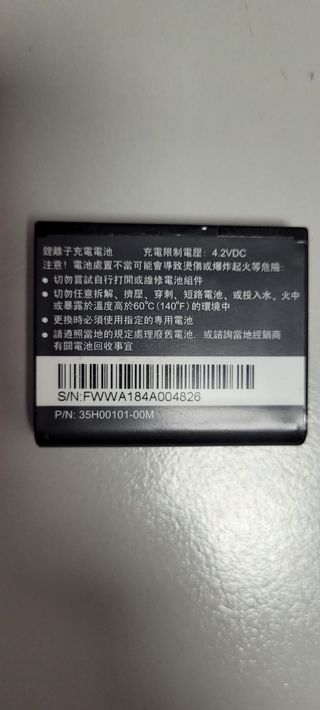 鋰離子充電電池 充電限制電壓: 4.2VDC
注意! 電池處置不當可能會導致燙傷或爆炸起火等危險:
● 切勿嘗試自行打開或維修電池組件
● 切勿任意拆解、擠壓、穿刺、短路電池、或投入水、火中
或暴露於溫度高於60°C(140°F)的環境中
● 更換時必須使用指定的專用電池
● 請遵照當地的規定處理廢舊電池, 或諮詢當地經銷商
有關電池回收事宜
S/N:FWWA184A004826
P/N: 35H00101-00M